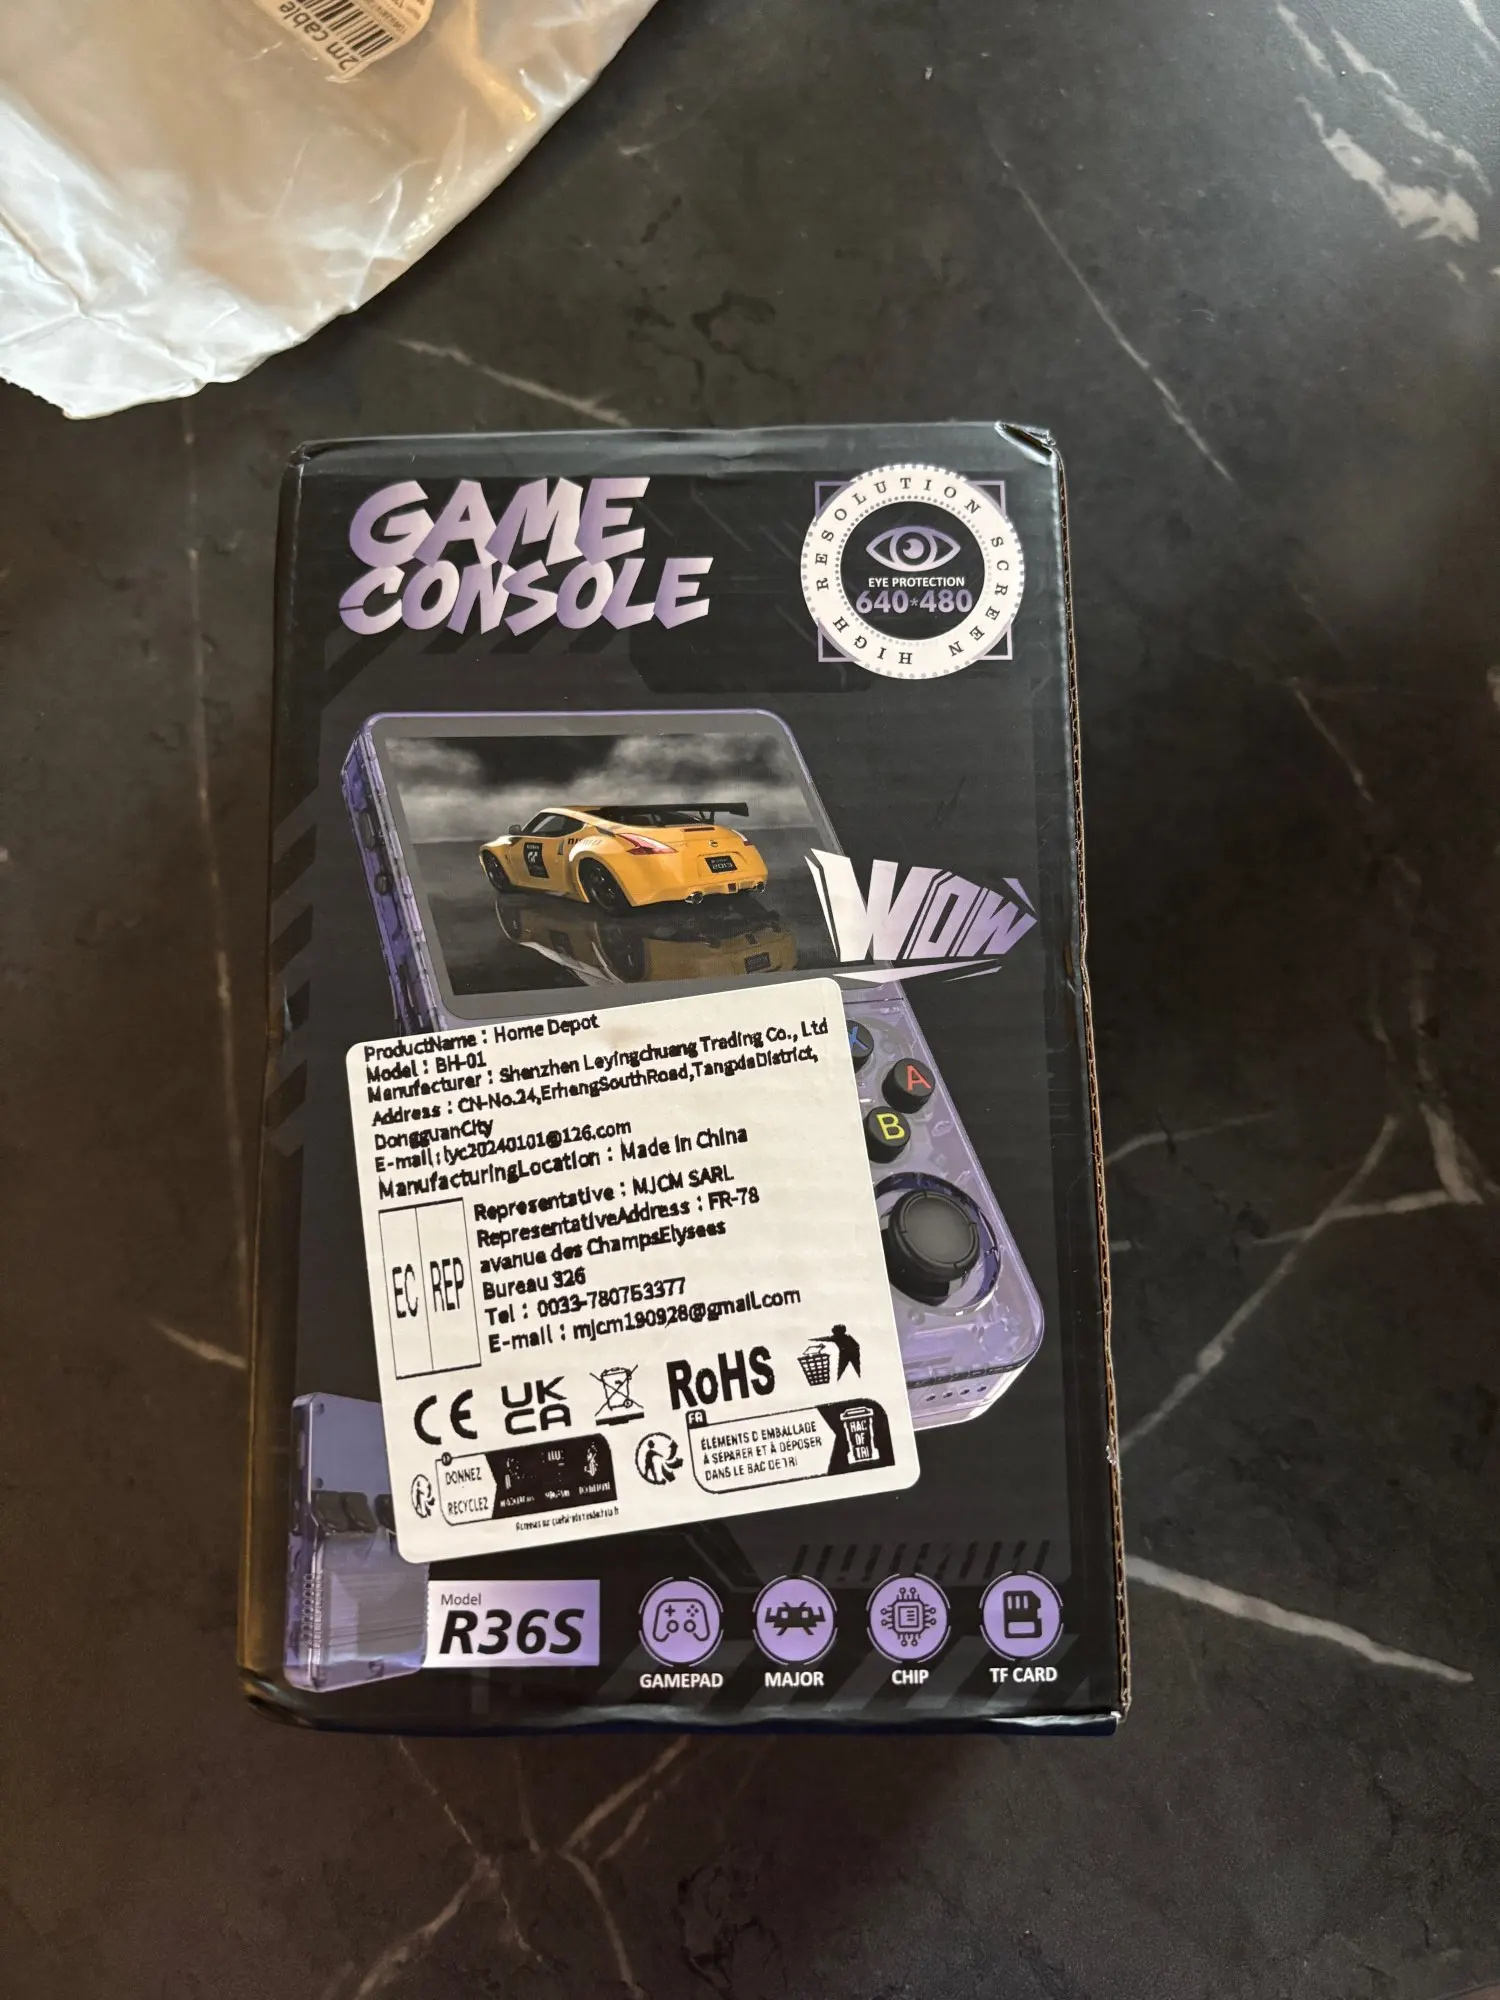 2m cable
GAME
CONSOLE
HIGH RESOLUTION SCREEN
EYE PROTECTION
640*480
2013
WOW
X
A
B
ProductName : Home Depot
Model : BH-01
Manufacturer : Shenzhen Leyingchuang Trading Co., Ltd
Address : CN-No.24,ErhengSouthRoad,TangxiaDistrict,
DongguanCity
E-mail : lyc20240101@126.com
ManufacturingLocation : Made in China
EC REP
Representative : MJCM SARL
RepresentativeAddress : FR-78
avanue des ChampsElysees
Bureau 326
Tel : 0033-780753377
E-mail : mjcm190928@gmail.com
CE
UK
CA
RoHS
DONNEZ
RECYCLEZ
FR
ÉLÉMENTS D EMBALLAGE
À SÉPARER ET À DÉPOSER
DANS LE BAC DE TRI
BAC
DE
TRI
Model
R36S
GAMEPAD
MAJOR
CHIP
TF CARD